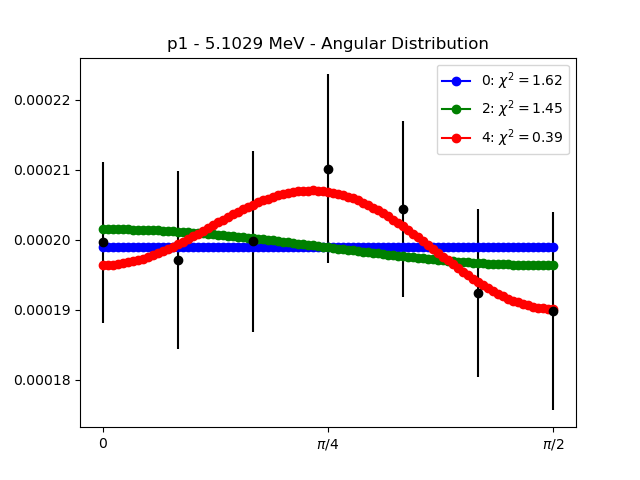 p1 - 5.1029 MeV - Angular Distribution
0: χ² = 1.62
2: χ² = 1.45
4: χ² = 0.39
0.00022
0.00021
0.00020
0.00019
0.00018
0 π/4 π/2